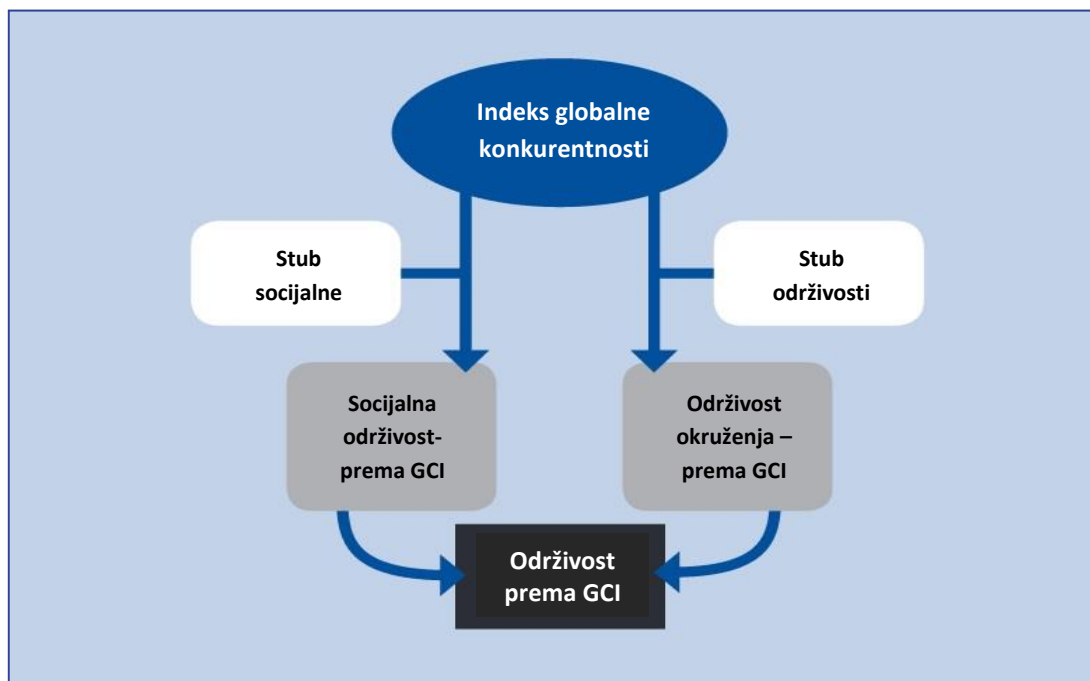 Indeks globalne
konkurentnosti
Stub
socijalne
Stub
održivosti
Socijalna
održivost-
prema GCI
Održivost
okruženja –
prema GCI
Održivost
prema GCI